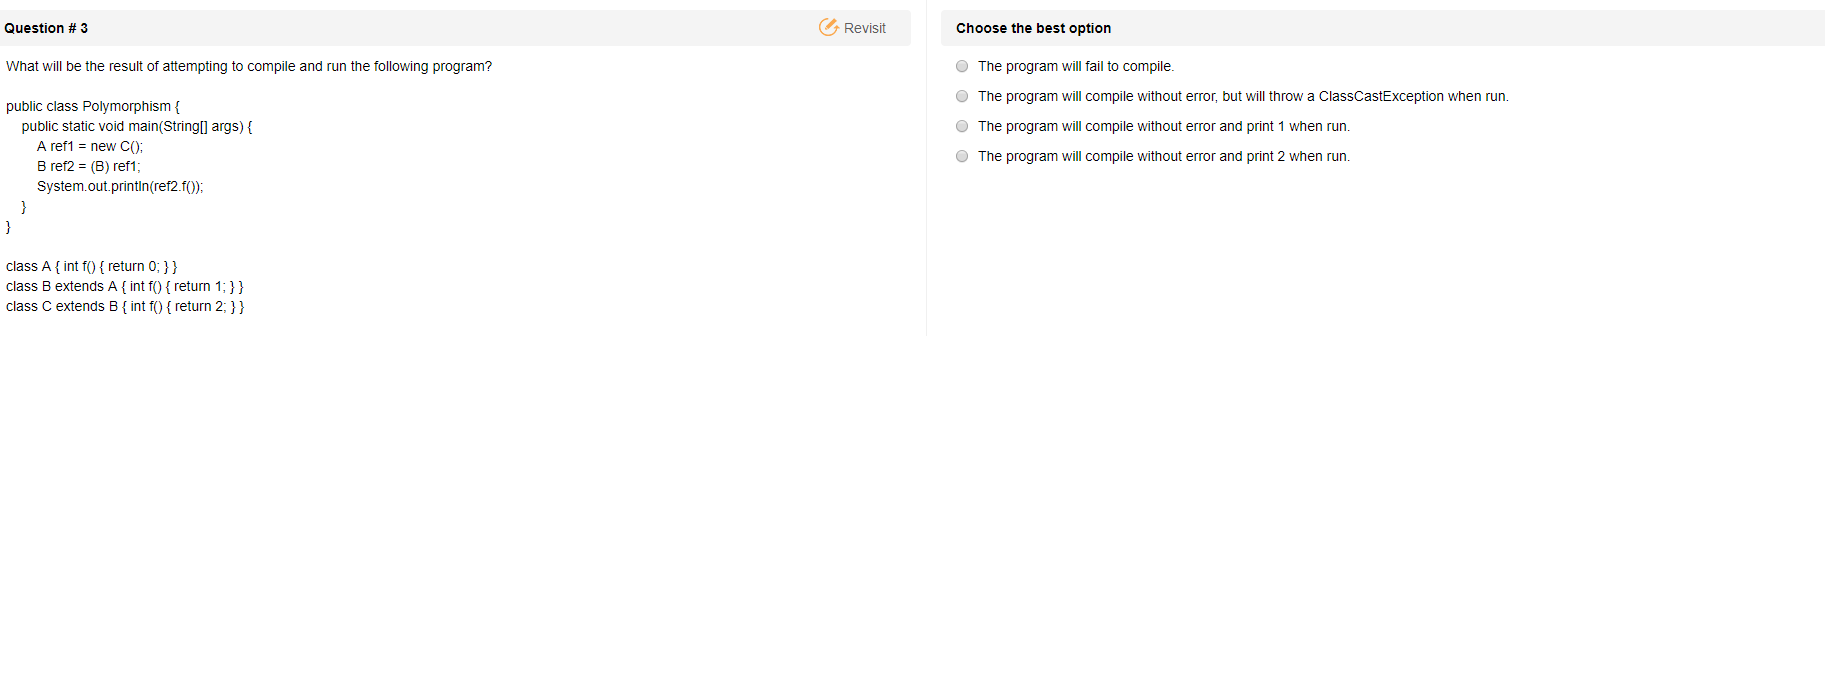 Question # 3
Revisit
What will be the result of attempting to compile and run the following program?
public class Polymorphism {
public static void main(String[] args) {
A ref1 = new C();
B ref2 = (B) ref1;
System.out.println(ref2.f());
}
}
class A { int f() { return 0; } }
class B extends A { int f() { return 1; } }
class C extends B { int f() { return 2; } }
Choose the best option
The program will fail to compile.
The program will compile without error, but will throw a ClassCastException when run.
The program will compile without error and print 1 when run.
The program will compile without error and print 2 when run.